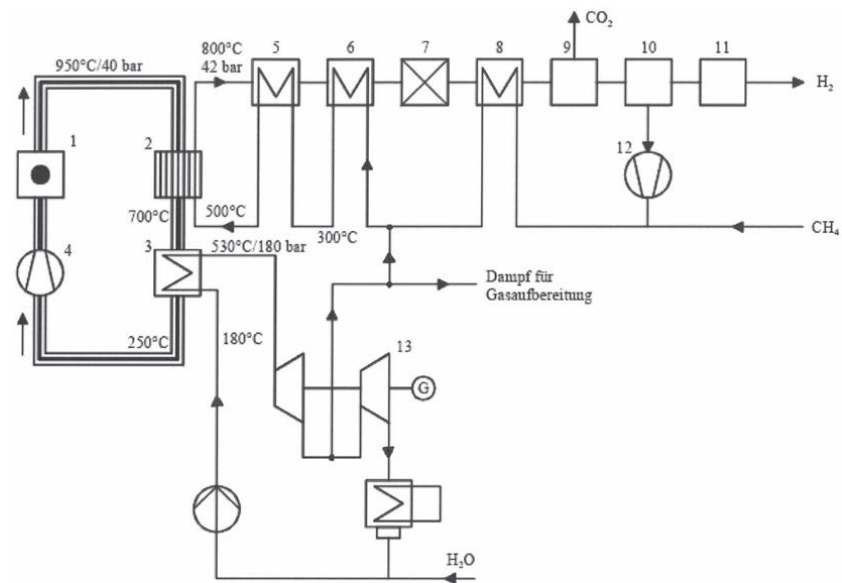 CO₂
950°C/40 bar
800°C
42 bar
5
6
7
8
9
10
11
H₂
1
2
12
700°C
500°C
300°C
CH₄
4
3
530°C/180 bar
Dampf für
Gasaufbereitung
250°C
180°C
13
G
H₂O